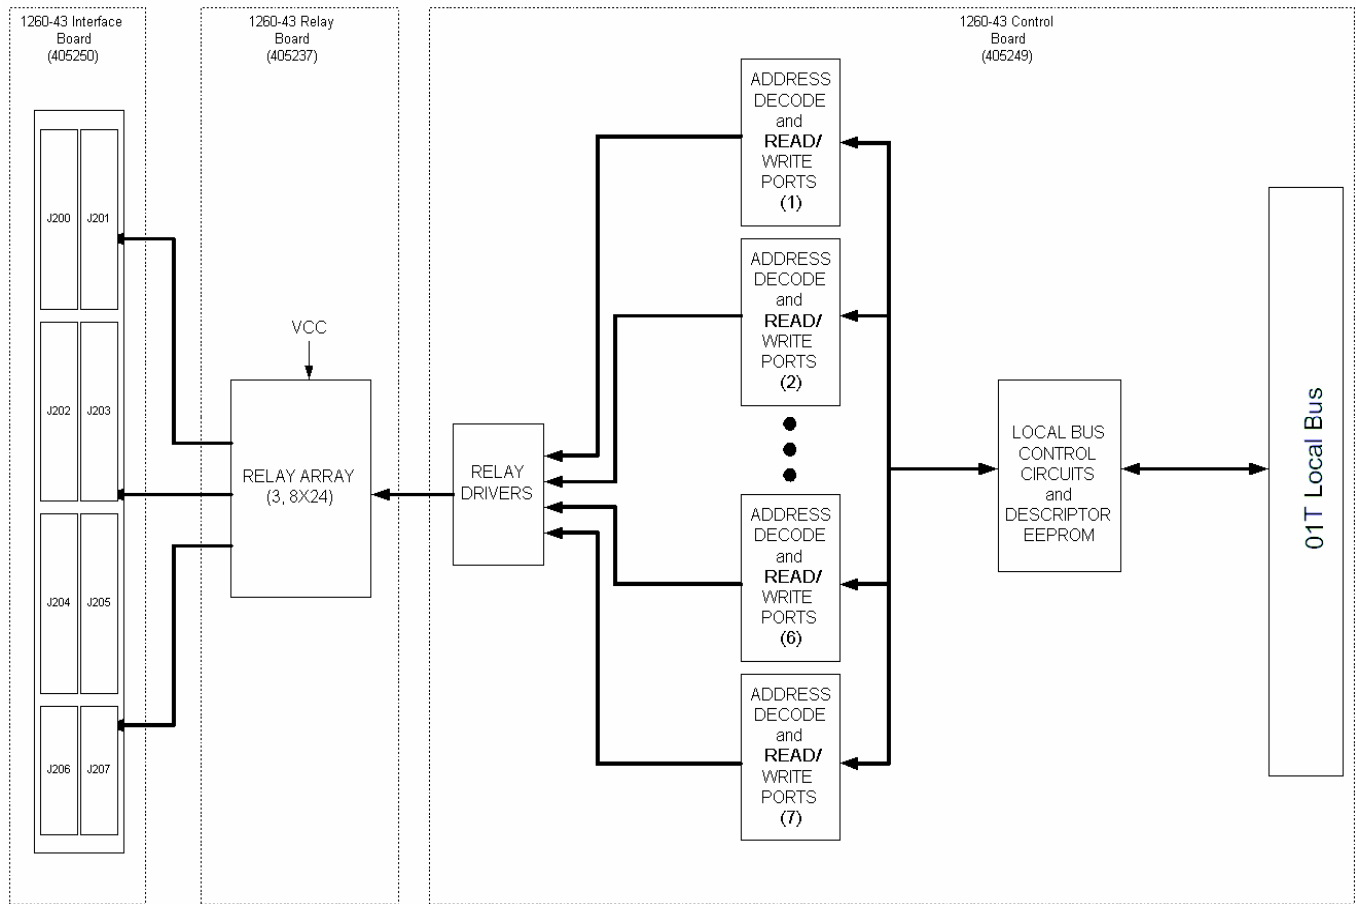 1260-43 Interface
Board
(405250)
1260-43 Relay
Board
(405237)
1260-43 Control
Board
(405249)
J200
J201
J202
J203
J204
J205
J206
J207
VCC
RELAY ARRAY
(3, 8X24)
RELAY
DRIVERS
ADDRESS
DECODE
and
READ/
WRITE
PORTS
(1)
ADDRESS
DECODE
and
READ/
WRITE
PORTS
(2)
ADDRESS
DECODE
and
READ/
WRITE
PORTS
(6)
ADDRESS
DECODE
and
READ/
WRITE
PORTS
(7)
LOCAL BUS
CONTROL
CIRCUITS
and
DESCRIPTOR
EEPROM
01T Local Bus